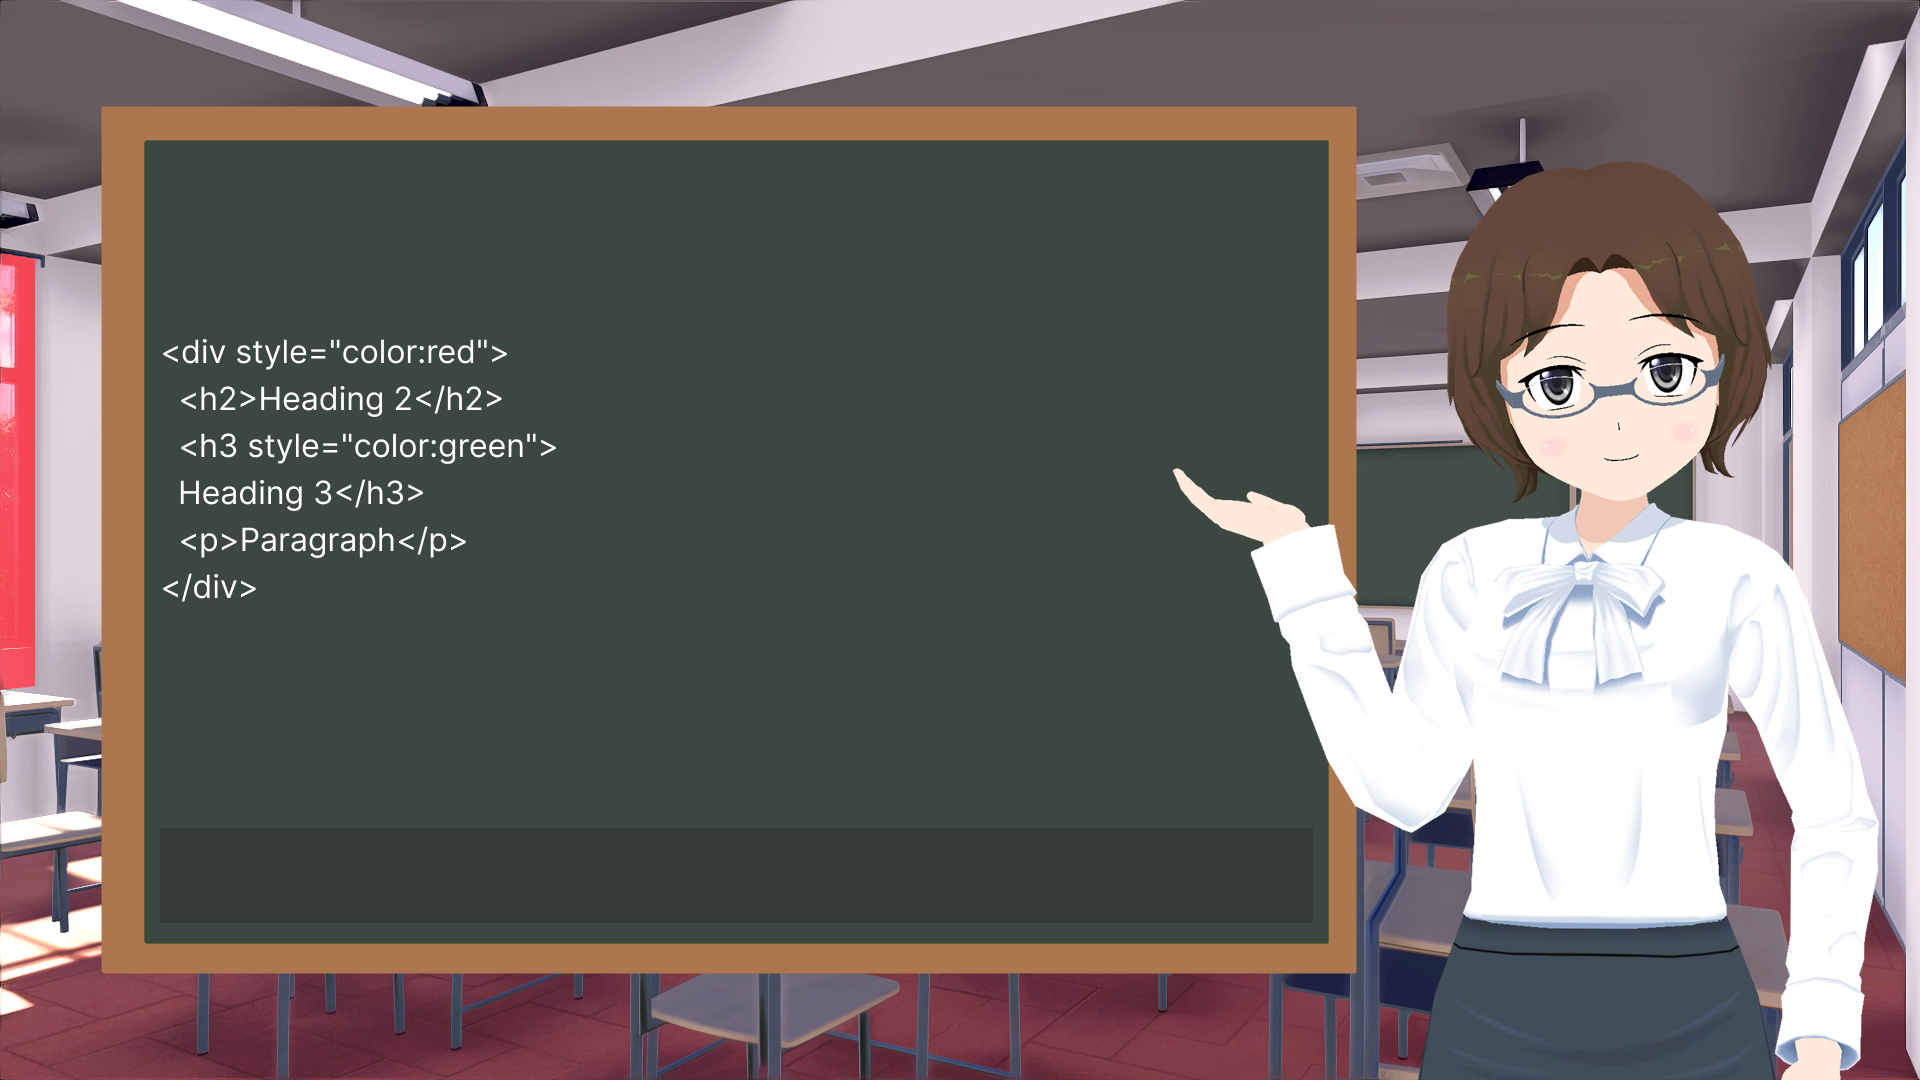 <div style="color:red">
  <h2>Heading 2</h2>
  <h3 style="color:green">
  Heading 3</h3>
  <p>Paragraph</p>
</div>